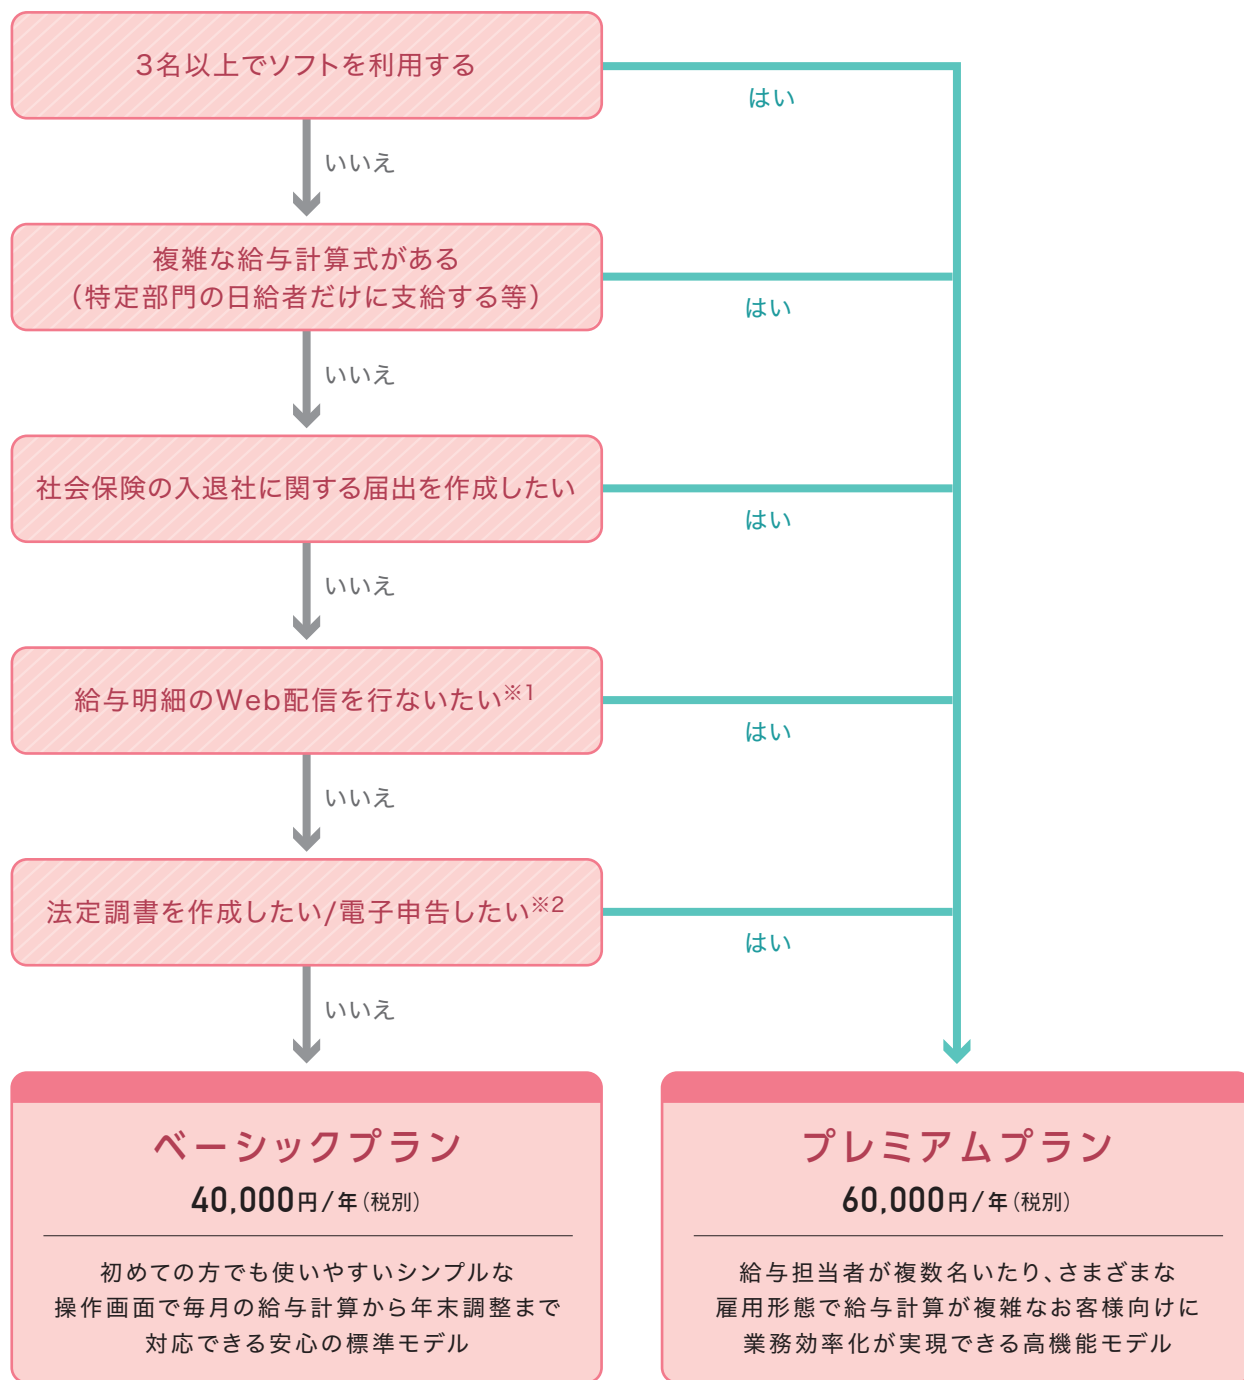 3名以上でソフトを利用する
はい
いいえ
複雑な給与計算式がある
（特定部門の日給者だけに支給する等）
はい
いいえ
社会保険の入退社に関する届出を作成したい
はい
いいえ
給与明細のWeb配信を行ないたい※1
はい
いいえ
法定調書を作成したい/電子申告したい※2
はい
いいえ
ベーシックプラン
40,000円/年(税別)
初めての方でも使いやすいシンプルな
操作画面で毎月の給与計算から年末調整まで
対応できる安心の標準モデル
プレミアムプラン
60,000円/年(税別)
給与担当者が複数名いたり、さまざまな
雇用形態で給与計算が複雑なお客様向けに
業務効率化が実現できる高機能モデル